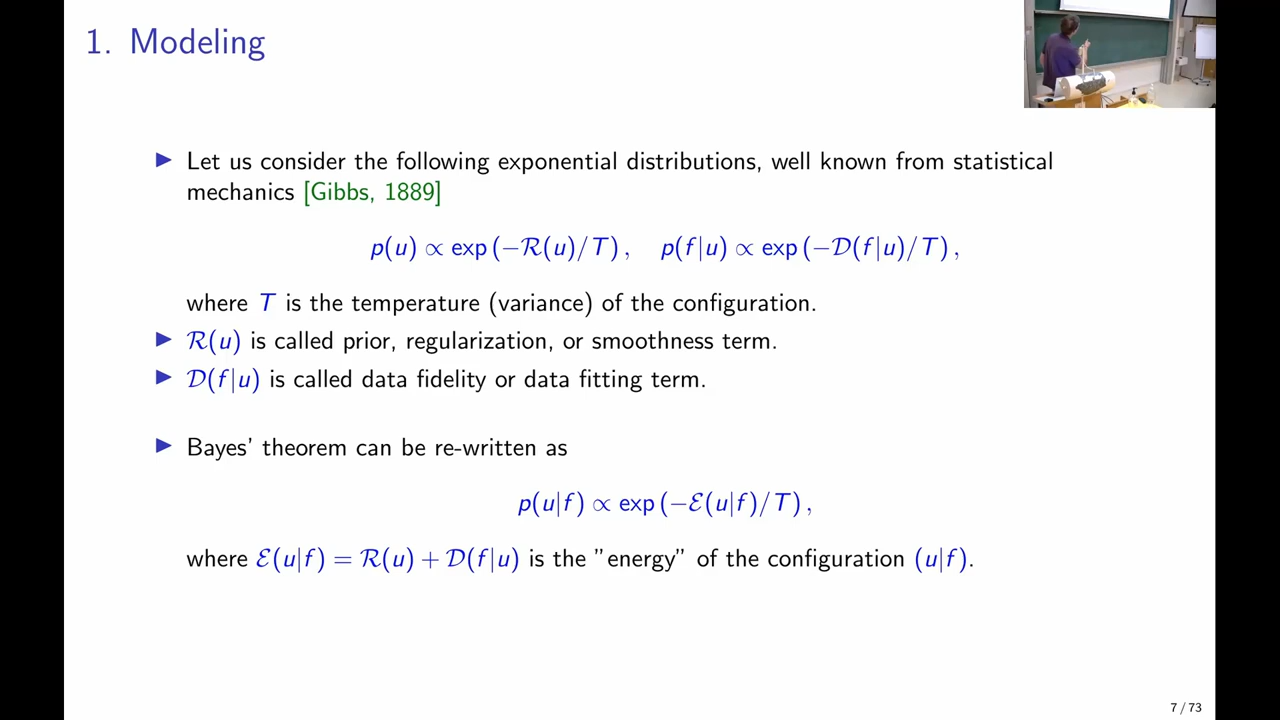 1. Modeling
▶ Let us consider the following exponential distributions, well known from statistical
mechanics [Gibbs, 1889]
p(u) ∝ exp (−ℛ(u)/T) , p(f|u) ∝ exp (−𝒟(f|u)/T) ,
where T is the temperature (variance) of the configuration.
▶ ℛ(u) is called prior, regularization, or smoothness term.
▶ 𝒟(f|u) is called data fidelity or data fitting term.
▶ Bayes' theorem can be re-written as
p(u|f) ∝ exp (−ℰ(u|f)/T) ,
where ℰ(u|f) = ℛ(u) + 𝒟(f|u) is the ”energy” of the configuration (u|f).
7 / 73